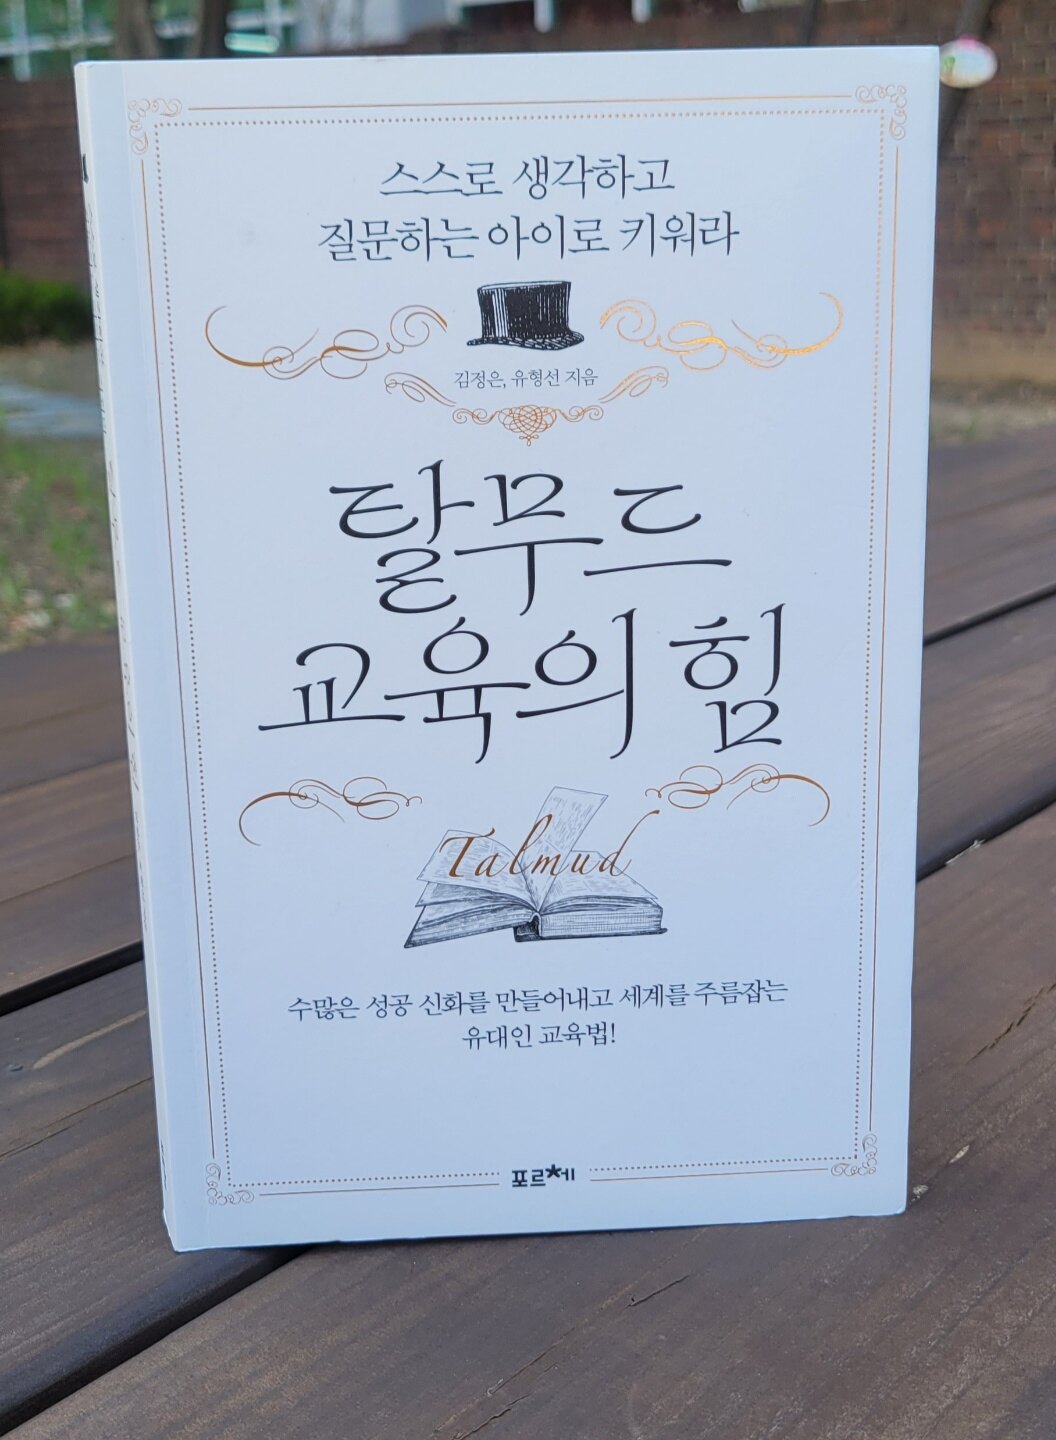 스스로 생각하고
질문하는 아이로 키워라
김정은, 유형선 지음
탈무드
교육의 힘
Talmud
수많은 성공 신화를 만들어내고 세계를 주름잡는
유대인 교육법!
포르체